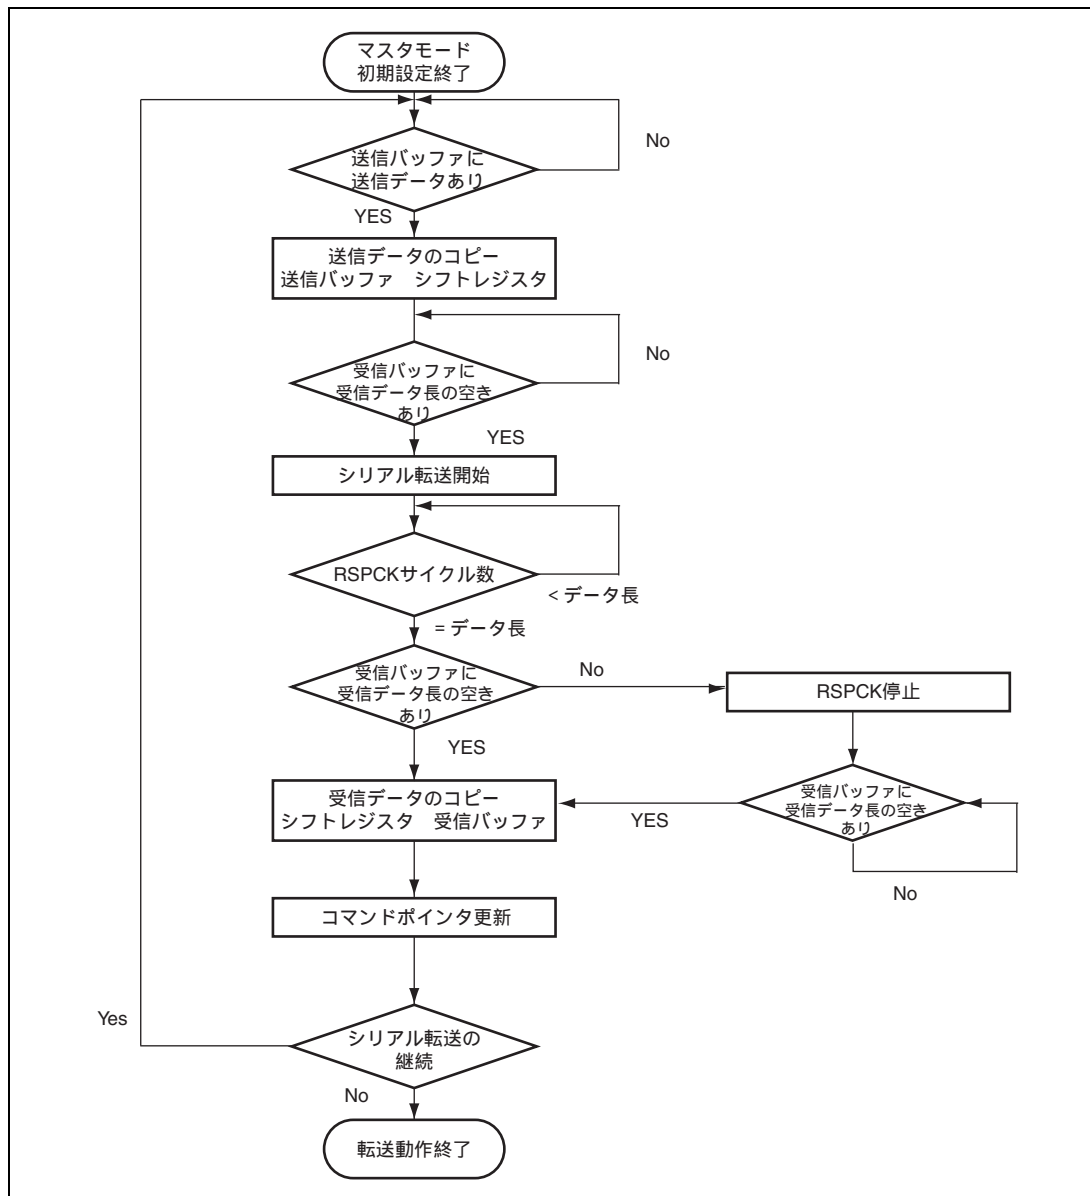 マスタモード
初期設定終了
No
送信バッファに
送信データあり
YES
送信データのコピー
送信バッファ　シフトレジスタ
No
受信バッファに
受信データ長の空き
あり
YES
シリアル転送開始
RSPCKサイクル数
< データ長
= データ長
受信バッファに
受信データ長の空き
あり
No
RSPCK停止
YES
受信データのコピー
シフトレジスタ　受信バッファ
YES
受信バッファに
受信データ長の空き
あり
No
コマンドポインタ更新
Yes
シリアル転送の
継続
No
転送動作終了